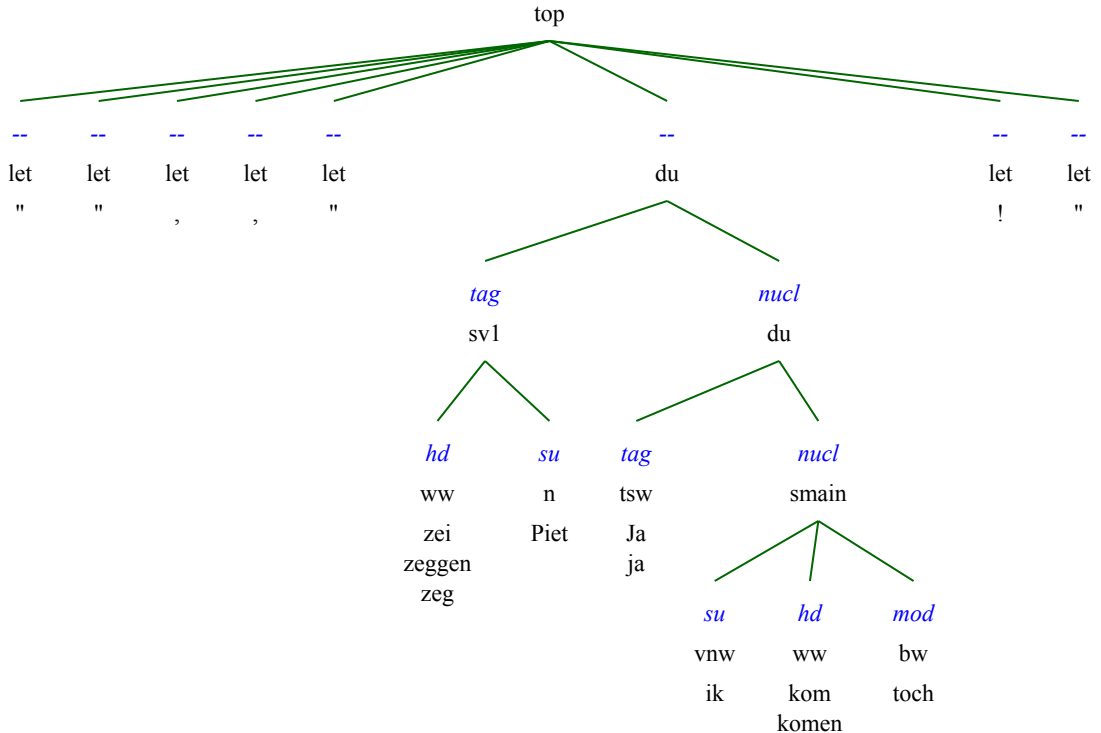 top
-- -- -- -- -- -- -- --
let let let let let du let let
" " , , " ! "
tag nucl
sv1 du
hd su tag nucl
ww n tsw smain
zei Piet Ja
zeggen ja
zeg
su hd mod
vnw ww bw
ik kom toch
komen